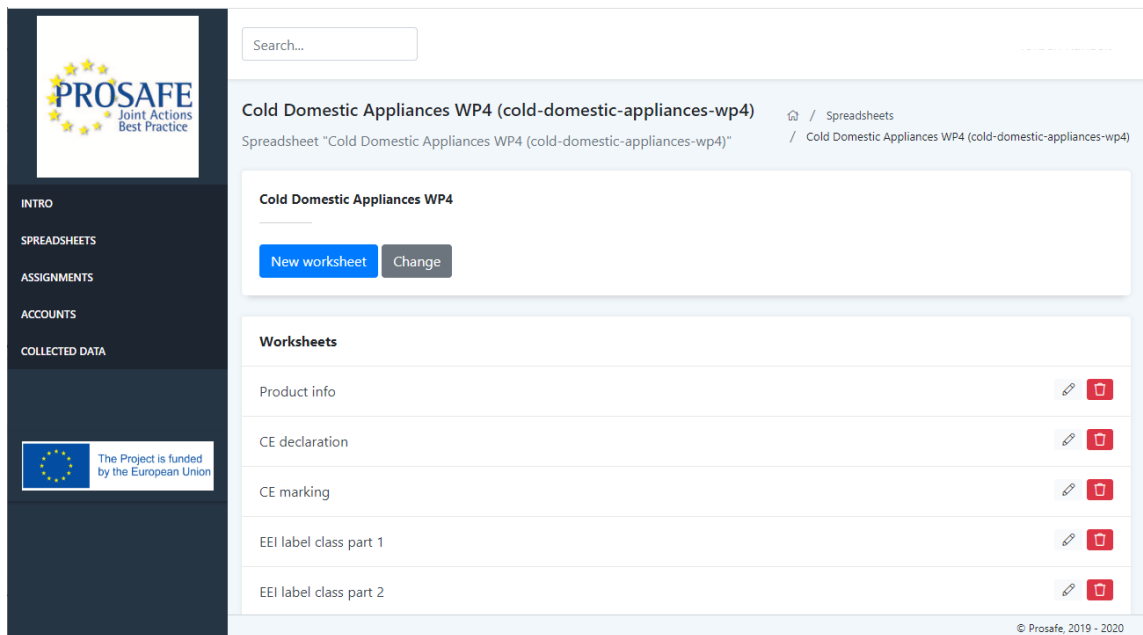 PROSAFE
Joint Actions
Best Practice
INTRO
SPREADSHEETS
ASSIGNMENTS
ACCOUNTS
COLLECTED DATA
The Project is funded
by the European Union
Search...
Cold Domestic Appliances WP4 (cold-domestic-appliances-wp4)
Spreadsheet "Cold Domestic Appliances WP4 (cold-domestic-appliances-wp4)"
/ Spreadsheets
/ Cold Domestic Appliances WP4 (cold-domestic-appliances-wp4)
Cold Domestic Appliances WP4
New worksheet Change
Worksheets
Product info
CE declaration
CE marking
EEI label class part 1
EEI label class part 2
© Prosafe, 2019 - 2020